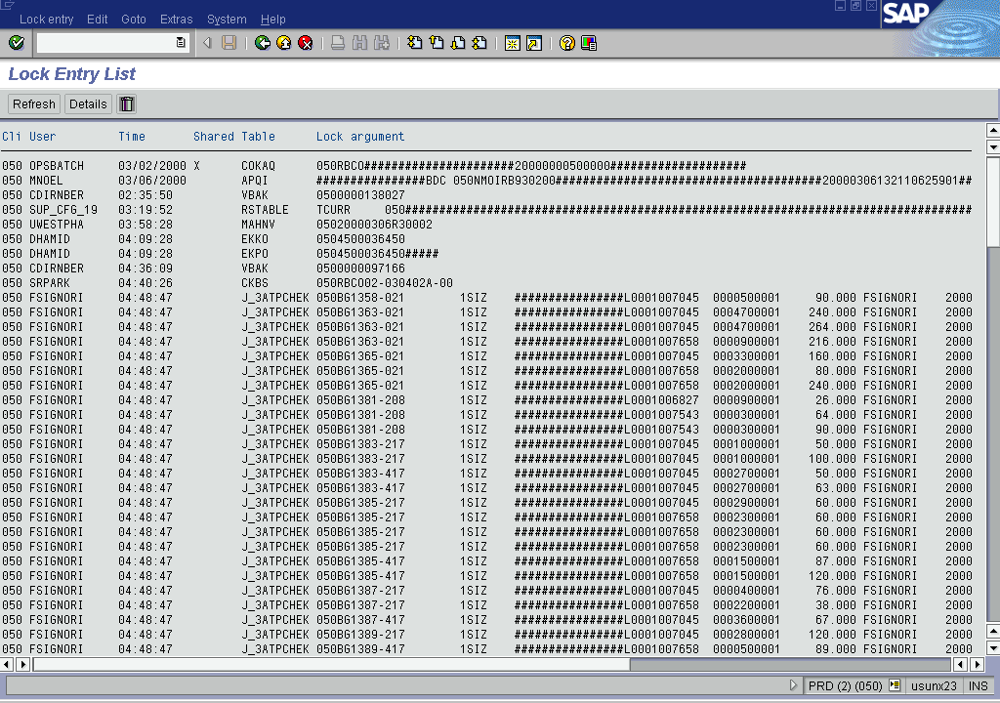 Lock entry Edit Goto Extras System Help
SAP
Lock Entry List
Refresh Details
Cli User Time Shared Table Lock argument
050 OPSBATCH 03/02/2000 X COKAQ 050RBCO######################20000000500000####################
050 MNOEL 03/06/2000 APQI ################BDC 050NMOIRB930200#######################################20000306132110625901##
050 CDIRNBER 02:35:50 VBAK 0500000138027
050 SUP_CFG_19 03:19:52 RSTABLE TCURR 050###################################################################################
050 UWESTPHA 03:58:28 MAHNV 05020000306R30002
050 DHAMID 04:09:28 EKKO 0504500036450
050 DHAMID 04:09:28 EKPO 0504500036450#####
050 CDIRNBER 04:36:09 VBAK 0500000097166
050 SRPARK 04:40:26 CKBS 050RBC002-030402A-00
050 FSIGNORI 04:48:47 J_3ATPCHEK 050B61358-021 1SIZ ################L0001007045 0000500001 90.000 FSIGNORI 2000
050 FSIGNORI 04:48:47 J_3ATPCHEK 050B61363-021 1SIZ ################L0001007045 0004700001 240.000 FSIGNORI 2000
050 FSIGNORI 04:48:47 J_3ATPCHEK 050B61363-021 1SIZ ################L0001007045 0004700001 264.000 FSIGNORI 2000
050 FSIGNORI 04:48:47 J_3ATPCHEK 050B61363-021 1SIZ ################L0001007658 0000900001 216.000 FSIGNORI 2000
050 FSIGNORI 04:48:47 J_3ATPCHEK 050B61365-021 1SIZ ################L0001007045 0003300001 160.000 FSIGNORI 2000
050 FSIGNORI 04:48:47 J_3ATPCHEK 050B61365-021 1SIZ ################L0001007658 0002000001 80.000 FSIGNORI 2000
050 FSIGNORI 04:48:47 J_3ATPCHEK 050B61365-021 1SIZ ################L0001007658 0002000001 240.000 FSIGNORI 2000
050 FSIGNORI 04:48:47 J_3ATPCHEK 050B61381-208 1SIZ ################L0001006827 0000900001 26.000 FSIGNORI 2000
050 FSIGNORI 04:48:47 J_3ATPCHEK 050B61381-208 1SIZ ################L0001007543 0000300001 64.000 FSIGNORI 2000
050 FSIGNORI 04:48:47 J_3ATPCHEK 050B61381-208 1SIZ ################L0001007543 0000300001 90.000 FSIGNORI 2000
050 FSIGNORI 04:48:47 J_3ATPCHEK 050B61383-217 1SIZ ################L0001007045 0001000001 50.000 FSIGNORI 2000
050 FSIGNORI 04:48:47 J_3ATPCHEK 050B61383-217 1SIZ ################L0001007045 0001000001 100.000 FSIGNORI 2000
050 FSIGNORI 04:48:47 J_3ATPCHEK 050B61383-417 1SIZ ################L0001007045 0002700001 50.000 FSIGNORI 2000
050 FSIGNORI 04:48:47 J_3ATPCHEK 050B61383-417 1SIZ ################L0001007045 0002700001 63.000 FSIGNORI 2000
050 FSIGNORI 04:48:47 J_3ATPCHEK 050B61385-217 1SIZ ################L0001007045 0002900001 60.000 FSIGNORI 2000
050 FSIGNORI 04:48:47 J_3ATPCHEK 050B61385-217 1SIZ ################L0001007658 0002300001 60.000 FSIGNORI 2000
050 FSIGNORI 04:48:47 J_3ATPCHEK 050B61385-217 1SIZ ################L0001007658 0002300001 60.000 FSIGNORI 2000
050 FSIGNORI 04:48:47 J_3ATPCHEK 050B61385-217 1SIZ ################L0001007658 0002300001 60.000 FSIGNORI 2000
050 FSIGNORI 04:48:47 J_3ATPCHEK 050B61385-417 1SIZ ################L0001007658 0001500001 87.000 FSIGNORI 2000
050 FSIGNORI 04:48:47 J_3ATPCHEK 050B61385-417 1SIZ ################L0001007658 0001500001 120.000 FSIGNORI 2000
050 FSIGNORI 04:48:47 J_3ATPCHEK 050B61387-217 1SIZ ################L0001007045 0000400001 76.000 FSIGNORI 2000
050 FSIGNORI 04:48:47 J_3ATPCHEK 050B61387-217 1SIZ ################L0001007658 0002200001 38.000 FSIGNORI 2000
050 FSIGNORI 04:48:47 J_3ATPCHEK 050B61387-417 1SIZ ################L0001007045 0003600001 67.000 FSIGNORI 2000
050 FSIGNORI 04:48:47 J_3ATPCHEK 050B61389-217 1SIZ ################L0001007045 0002800001 120.000 FSIGNORI 2000
050 FSIGNORI 04:48:47 J_3ATPCHEK 050B61389-417 1SIZ ################L0001007658 0000500001 89.000 FSIGNORI 2000
PRD (2) (050) usunx23 INS